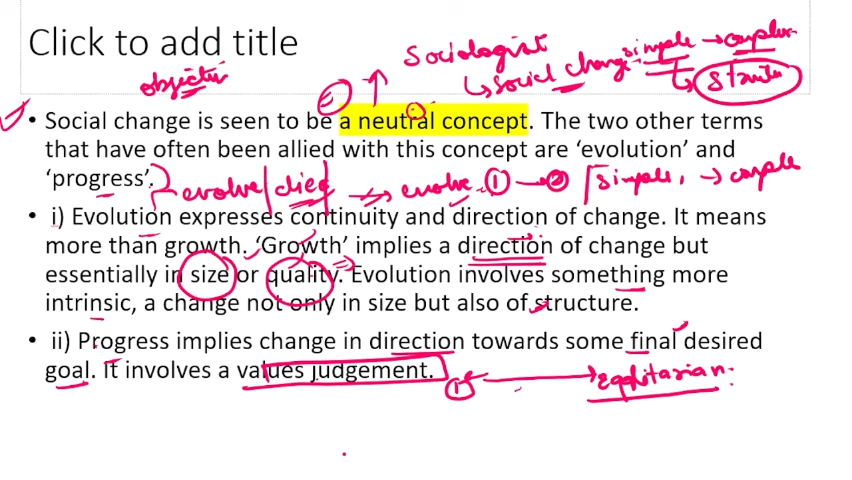 Click to add title
Sociologist
Social change simple → complex
objective
• Social change is seen to be a neutral concept. The two other terms
that have often been allied with this concept are ‘evolution’ and
‘progress’.
evolve / died → evolve ① → ② simple, →
• i) Evolution expresses continuity and direction of change. It means
more than growth. ‘Growth’ implies a direction of change but
essentially in size or quality. Evolution involves something more
intrinsic, a change not only in size but also of structure.
• ii) Progress implies change in direction towards some final desired
goal. It involves a values judgement.
①